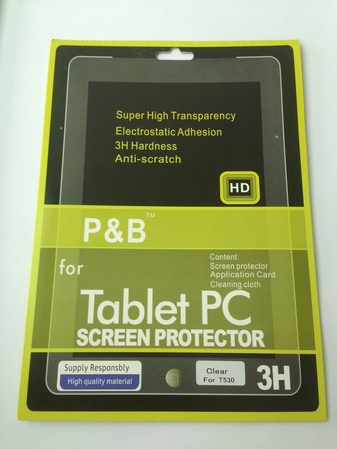 Super High Transparency
Electrostatic Adhesion
3H Hardness
Anti-scratch
HD
P&B™
for
Content:
Screen protector
Application Card
Cleaning cloth
Tablet PC
SCREEN PROTECTOR
Supply Responsbly
High quality material
Clear
For T530
3H